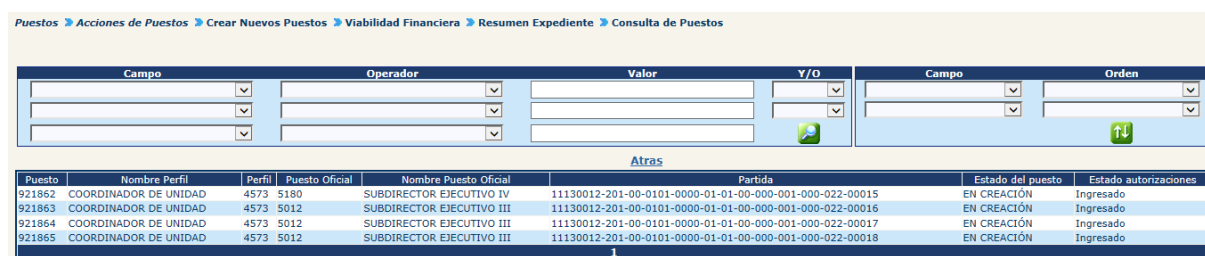 Puestos » Acciones de Puestos » Crear Nuevos Puestos » Viabilidad Financiera » Resumen Expediente » Consulta de Puestos
Campo Operador Valor Y/O Campo Orden
Atras
Puesto Nombre Perfil Perfil Puesto Oficial Nombre Puesto Oficial Partida Estado del puesto Estado autorizaciones
921862 COORDINADOR DE UNIDAD 4573 5180 SUBDIRECTOR EJECUTIVO IV 11130012-201-00-0101-0000-01-01-00-000-001-000-022-00015 EN CREACIÓN Ingresado
921863 COORDINADOR DE UNIDAD 4573 5012 SUBDIRECTOR EJECUTIVO III 11130012-201-00-0101-0000-01-01-00-000-001-000-022-00016 EN CREACIÓN Ingresado
921864 COORDINADOR DE UNIDAD 4573 5012 SUBDIRECTOR EJECUTIVO III 11130012-201-00-0101-0000-01-01-00-000-001-000-022-00017 EN CREACIÓN Ingresado
921865 COORDINADOR DE UNIDAD 4573 5012 SUBDIRECTOR EJECUTIVO III 11130012-201-00-0101-0000-01-01-00-000-001-000-022-00018 EN CREACIÓN Ingresado
1